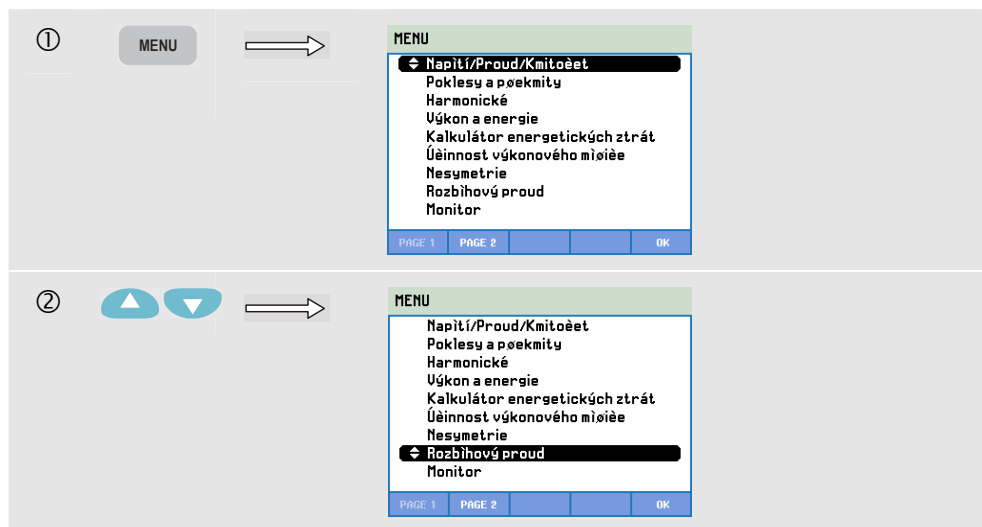 ①
MENU
MENU
Napìtí/Proud/Kmitoèet
Poklesy a pøekmity
Harmonické
Výkon a energie
Kalkulátor energetických ztrát
Úèinnost výkonového mìøièe
Nesymetrie
Rozbìhový proud
Monitor
PAGE 1 PAGE 2 OK
②
MENU
Napìtí/Proud/Kmitoèet
Poklesy a pøekmity
Harmonické
Výkon a energie
Kalkulátor energetických ztrát
Úèinnost výkonového mìøièe
Nesymetrie
Rozbìhový proud
Monitor
PAGE 1 PAGE 2 OK